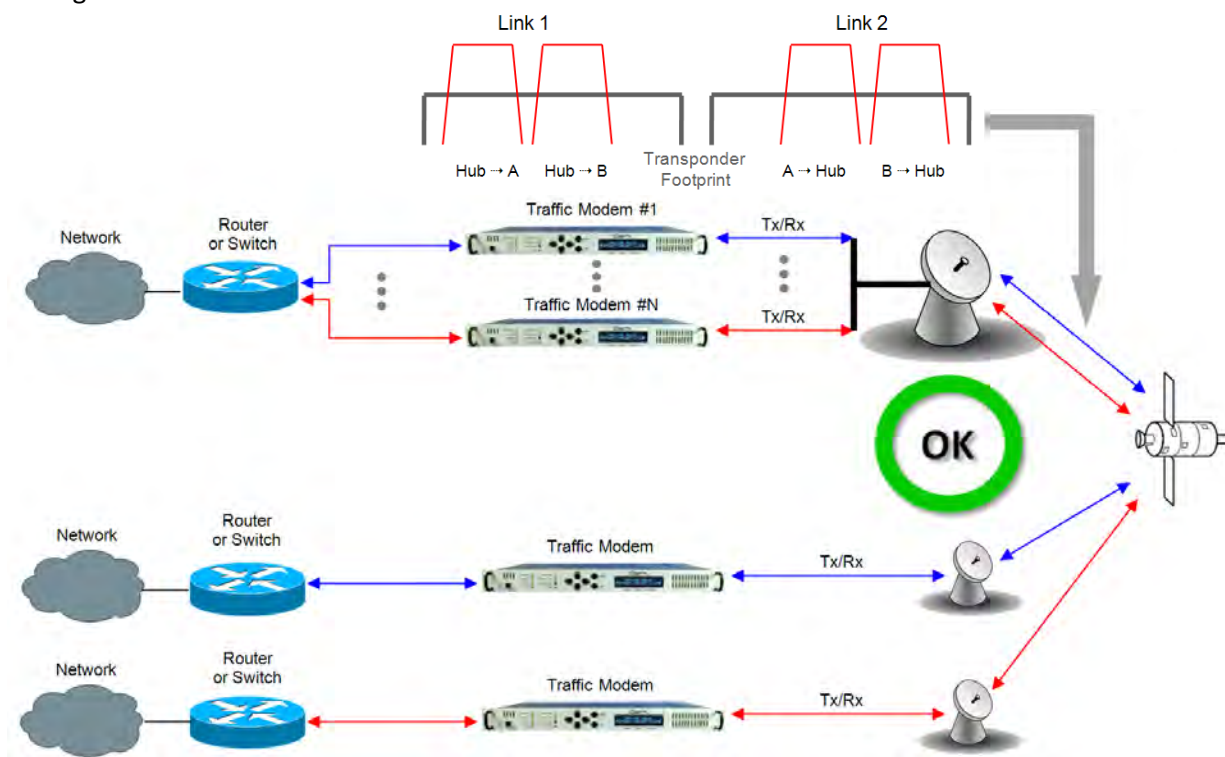 Link 1
Link 2
Hub → A
Hub → B
Transponder
Footprint
A → Hub
B → Hub
Network
Router
or Switch
Traffic Modem #1
Tx/Rx
Traffic Modem #N
Tx/Rx
OK
Network
Router
or Switch
Traffic Modem
Tx/Rx
Network
Router
or Switch
Traffic Modem
Tx/Rx